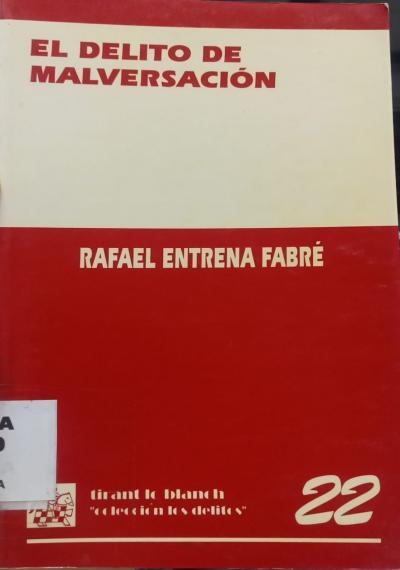 EL DELITO DE
MALVERSACIÓN
RAFAEL ENTRENA FABRÉ
A
A
tirant lo blanch
"colección los delitos"
22